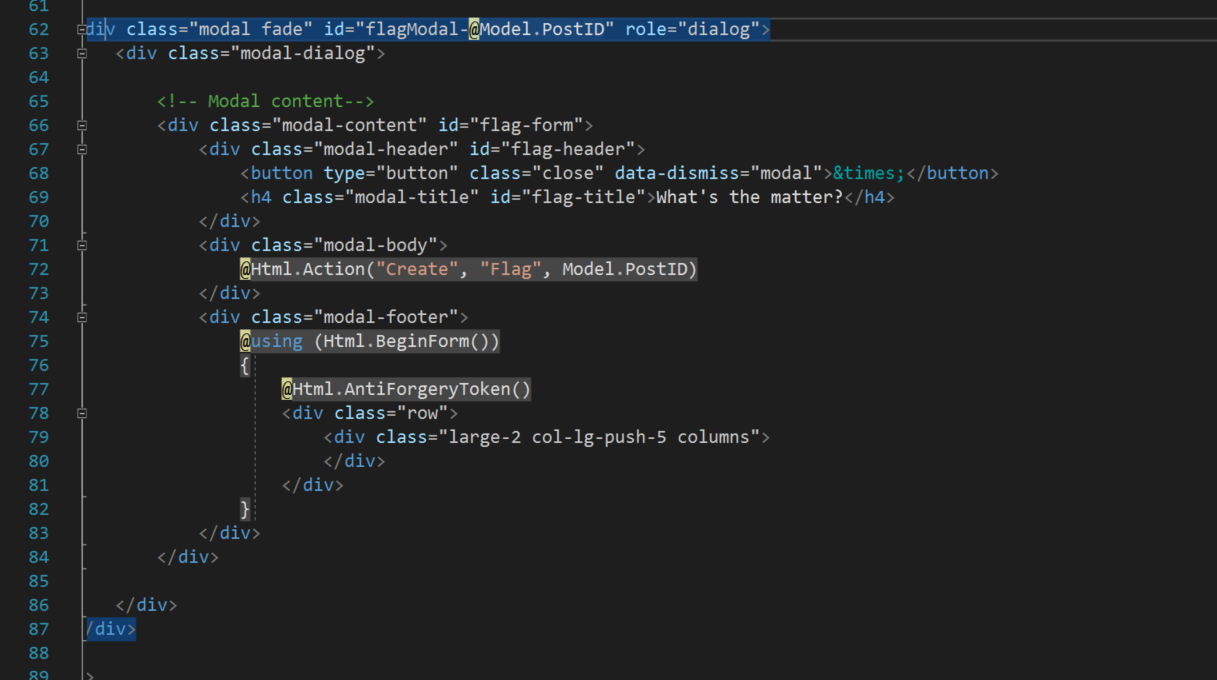 61
62 div class="modal fade" id="flagModal-@Model.PostID" role="dialog">
63 <div class="modal-dialog">
64
65 <!-- Modal content-->
66 <div class="modal-content" id="flag-form">
67 <div class="modal-header" id="flag-header">
68 <button type="button" class="close" data-dismiss="modal">&times;</button>
69 <h4 class="modal-title" id="flag-title">What's the matter?</h4>
70 </div>
71 <div class="modal-body">
72 @Html.Action("Create", "Flag", Model.PostID)
73 </div>
74 <div class="modal-footer">
75 @using (Html.BeginForm())
76 {
77 @Html.AntiForgeryToken()
78 <div class="row">
79 <div class="large-2 col-lg-push-5 columns">
80 </div>
81 </div>
82 }
83 </div>
84 </div>
85
86 </div>
87 /div>
88
89 >